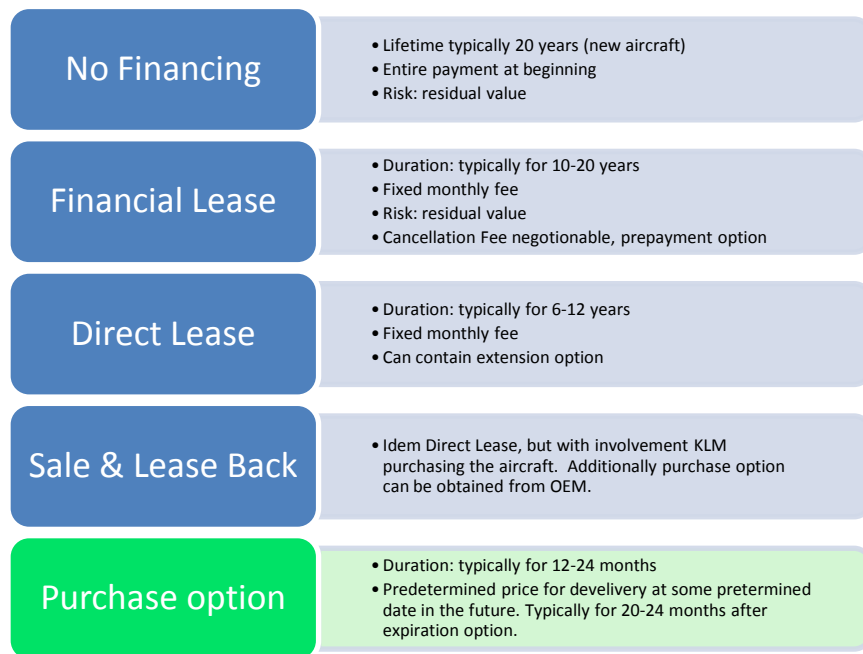 No Financing
• Lifetime typically 20 years (new aircraft)
• Entire payment at beginning
• Risk: residual value
Financial Lease
• Duration: typically for 10-20 years
• Fixed monthly fee
• Risk: residual value
• Cancellation Fee negotionable, prepayment option
Direct Lease
• Duration: typically for 6-12 years
• Fixed monthly fee
• Can contain extension option
Sale & Lease Back
• Idem Direct Lease, but with involvement KLM
purchasing the aircraft. Additionally purchase option
can be obtained from OEM.
Purchase option
• Duration: typically for 12-24 months
• Predetermined price for develivery at some pretermined
date in the future. Typically for 20-24 months after
expiration option.